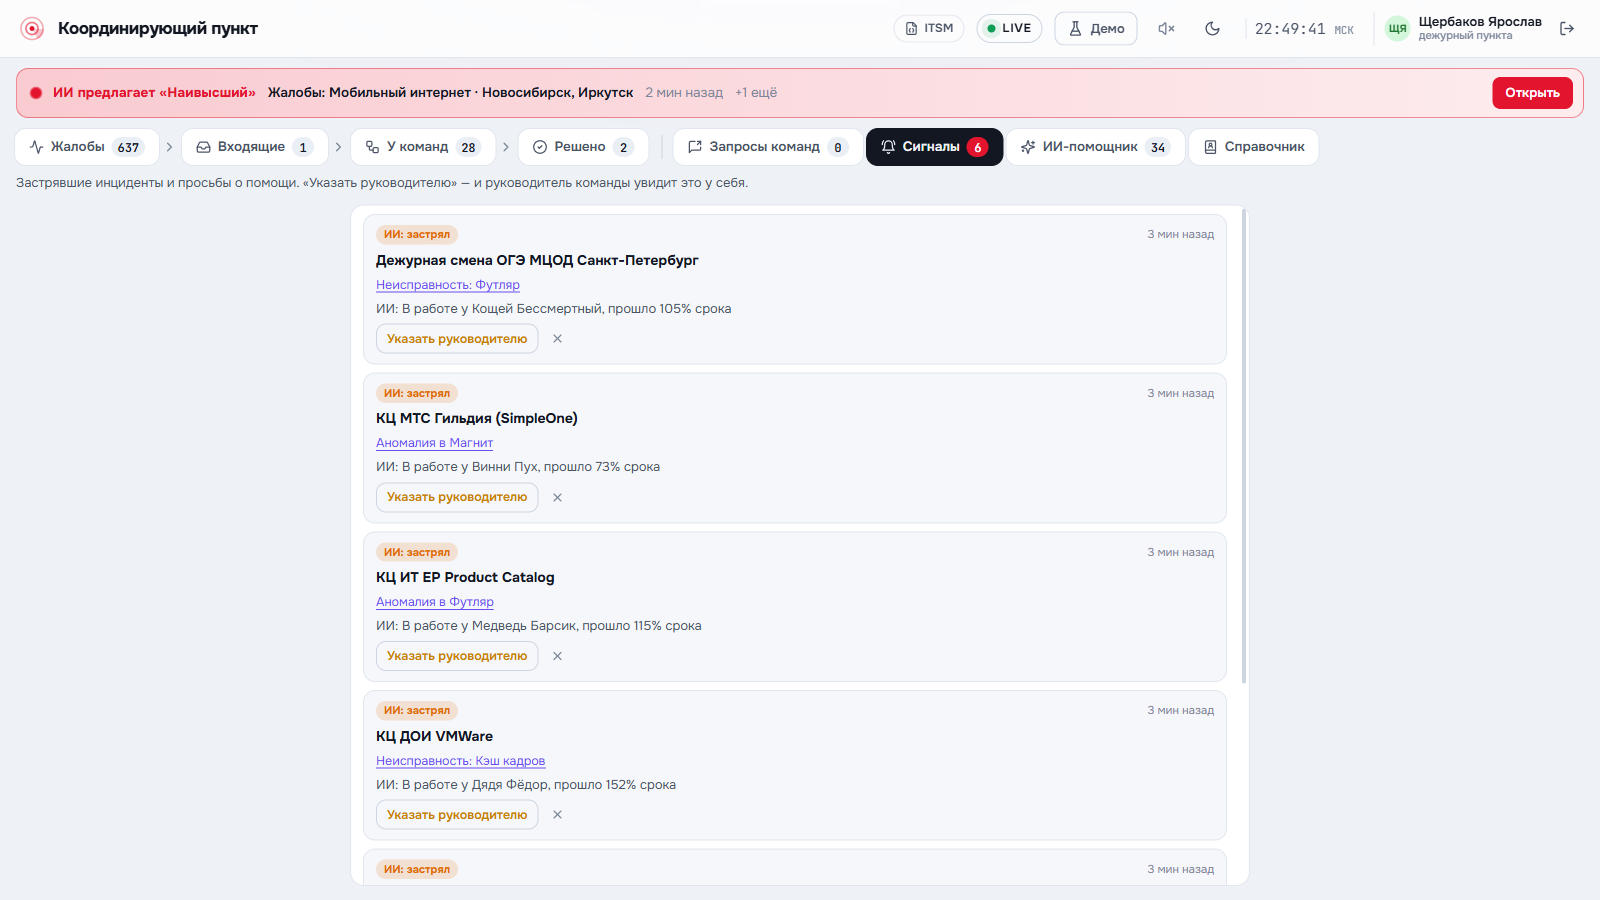 Координирующий пункт
ITSM
LIVE
Демо
22:49:41 МСК
ЩЯ
Щербаков Ярослав
дежурный пункта
ИИ предлагает «Наивысший» Жалобы: Мобильный интернет · Новосибирск, Иркутск 2 мин назад +1 ещё
Открыть
Жалобы 637
Входящие 1
У команд 28
Решено 2
Запросы команд 0
Сигналы 6
ИИ-помощник 34
Справочник
Застрявшие инциденты и просьбы о помощи. «Указать руководителю» — и руководитель команды увидит это у себя.
ИИ: застрял 3 мин назад
Дежурная смена ОГЭ МЦОД Санкт-Петербург
Неисправность: Футляр
ИИ: В работе у Кощей Бессмертный, прошло 105% срока
Указать руководителю
ИИ: застрял 3 мин назад
КЦ МТС Гильдия (SimpleOne)
Аномалия в Магнит
ИИ: В работе у Винни Пух, прошло 73% срока
Указать руководителю
ИИ: застрял 3 мин назад
КЦ ИТ ЕР Product Catalog
Аномалия в Футляр
ИИ: В работе у Медведь Барсик, прошло 115% срока
Указать руководителю
ИИ: застрял 3 мин назад
КЦ ДОИ VMWare
Неисправность: Кэш кадров
ИИ: В работе у Дядя Фёдор, прошло 152% срока
Указать руководителю
ИИ: застрял 3 мин назад